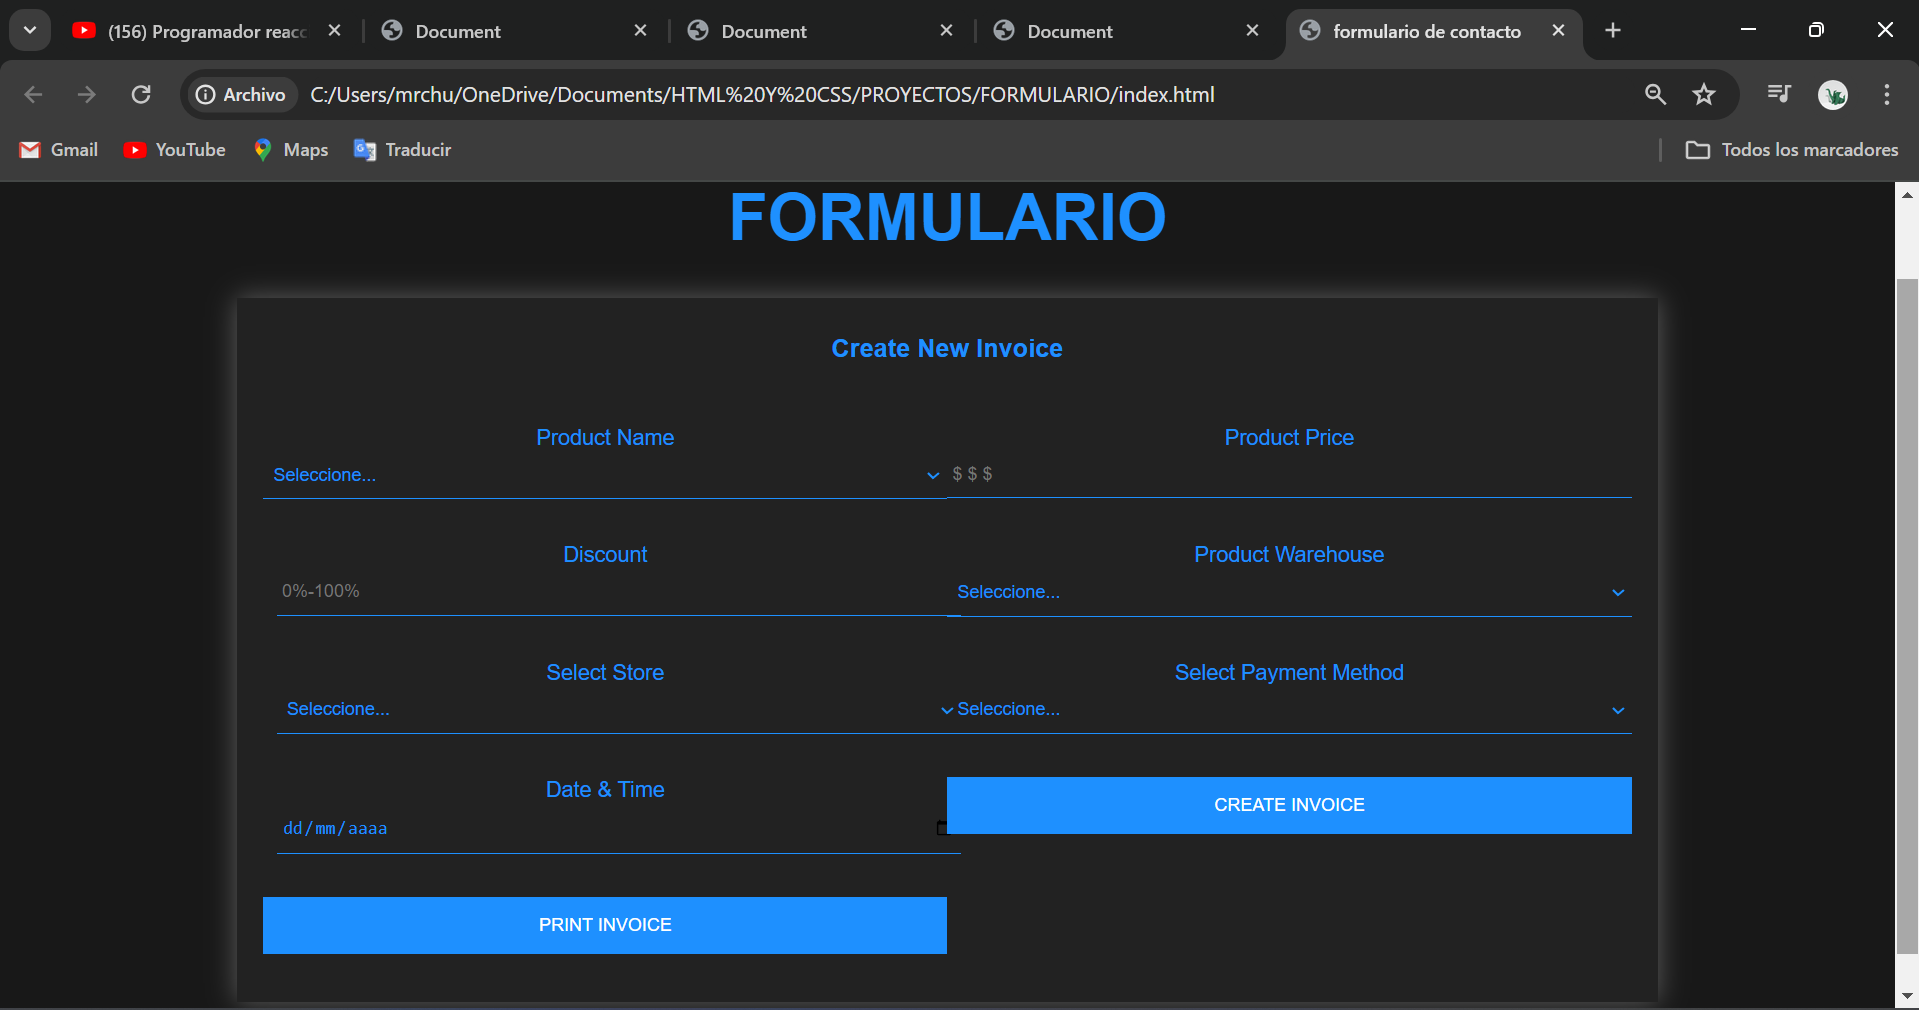 (156) Programador reacc
Document
Document
Document
formulario de contacto
Archivo
C:/Users/mrchu/OneDrive/Documents/HTML%20Y%20CSS/PROYECTOS/FORMULARIO/index.html
Gmail
YouTube
Maps
Traducir
Todos los marcadores
FORMULARIO
Create New Invoice
Product Name
Product Price
Seleccione...
$ $ $
Discount
Product Warehouse
0%-100%
Seleccione...
Select Store
Select Payment Method
Seleccione...
Seleccione...
Date & Time
CREATE INVOICE
dd/mm/aaaa
PRINT INVOICE